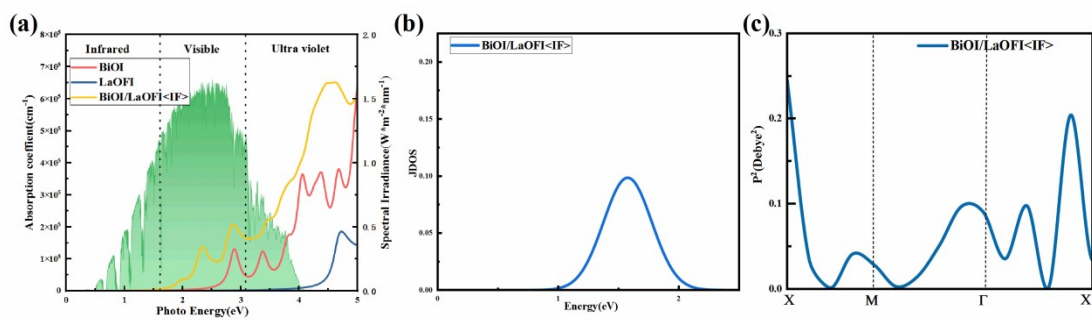 (a)
Infrared
Visible
Ultra violet
BiOI
LaOFI
BiOI/LaOFI<IF>
8×10⁵
7×10⁵
6×10⁵
5×10⁵
4×10⁵
3×10⁵
2×10⁵
1×10⁵
0
Absorption coeffient(cm⁻¹)
2.0
1.5
1.0
0.5
0.0
Spectral Irradiance(W*m⁻²*nm⁻¹)
0 1 2 3 4 5
Photo Energy(eV)
(b)
BiOI/LaOFI<IF>
0.20
0.15
0.10
0.05
0.00
JDOS
1 2
Energy(eV)
(c)
BiOI/LaOFI<IF>
0.3
0.2
0.1
0.0
P²(Debye²)
X M Γ X